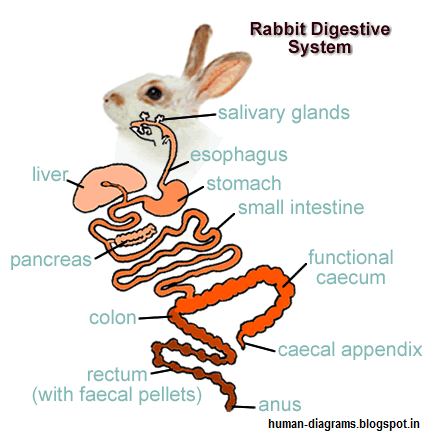 Rabbit Digestive
System
salivary glands
esophagus
liver
stomach
small intestine
pancreas
functional
caecum
colon
caecal appendix
rectum
(with faecal pellets)
anus
human-diagrams.blogspot.in